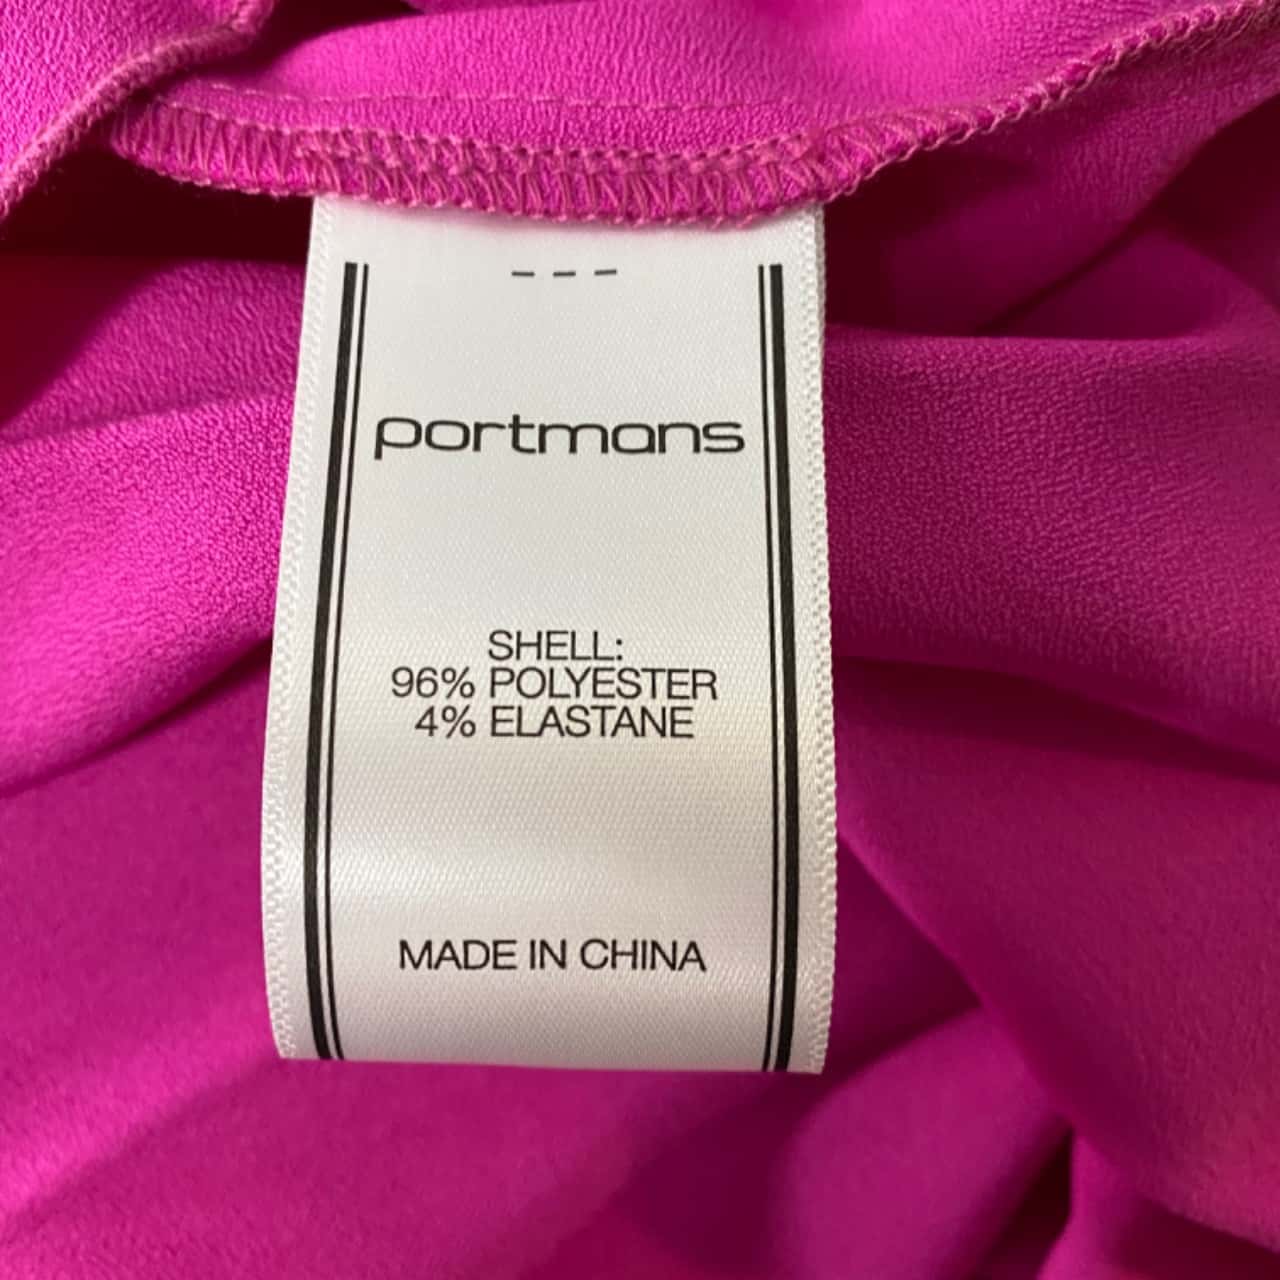 portmans
SHELL:
96% POLYESTER
4% ELASTANE
MADE IN CHINA